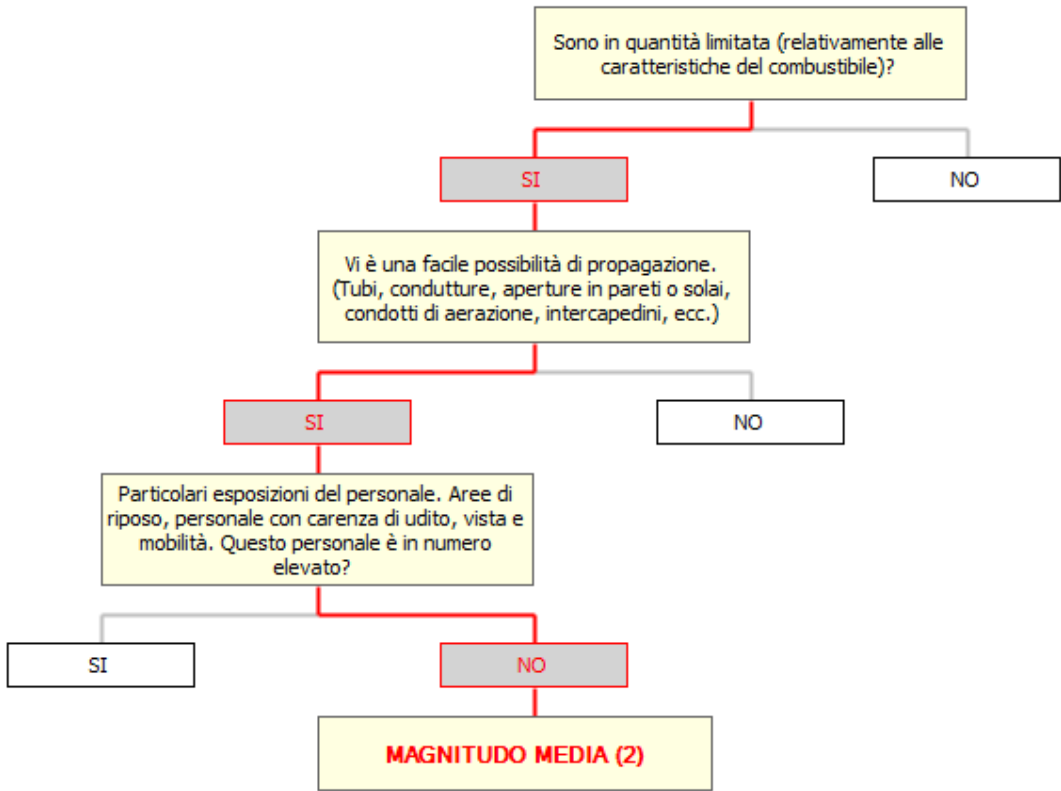 Sono in quantità limitata (relativamente alle
caratteristiche del combustibile)?
SI
NO
Vi è una facile possibilità di propagazione.
(Tubi, condutture, aperture in pareti o solai,
condotti di aerazione, intercapedini, ecc.)
SI
NO
Particolari esposizioni del personale. Aree di
riposo, personale con carenza di udito, vista e
mobilità. Questo personale è in numero
elevato?
SI
NO
MAGNITUDO MEDIA (2)